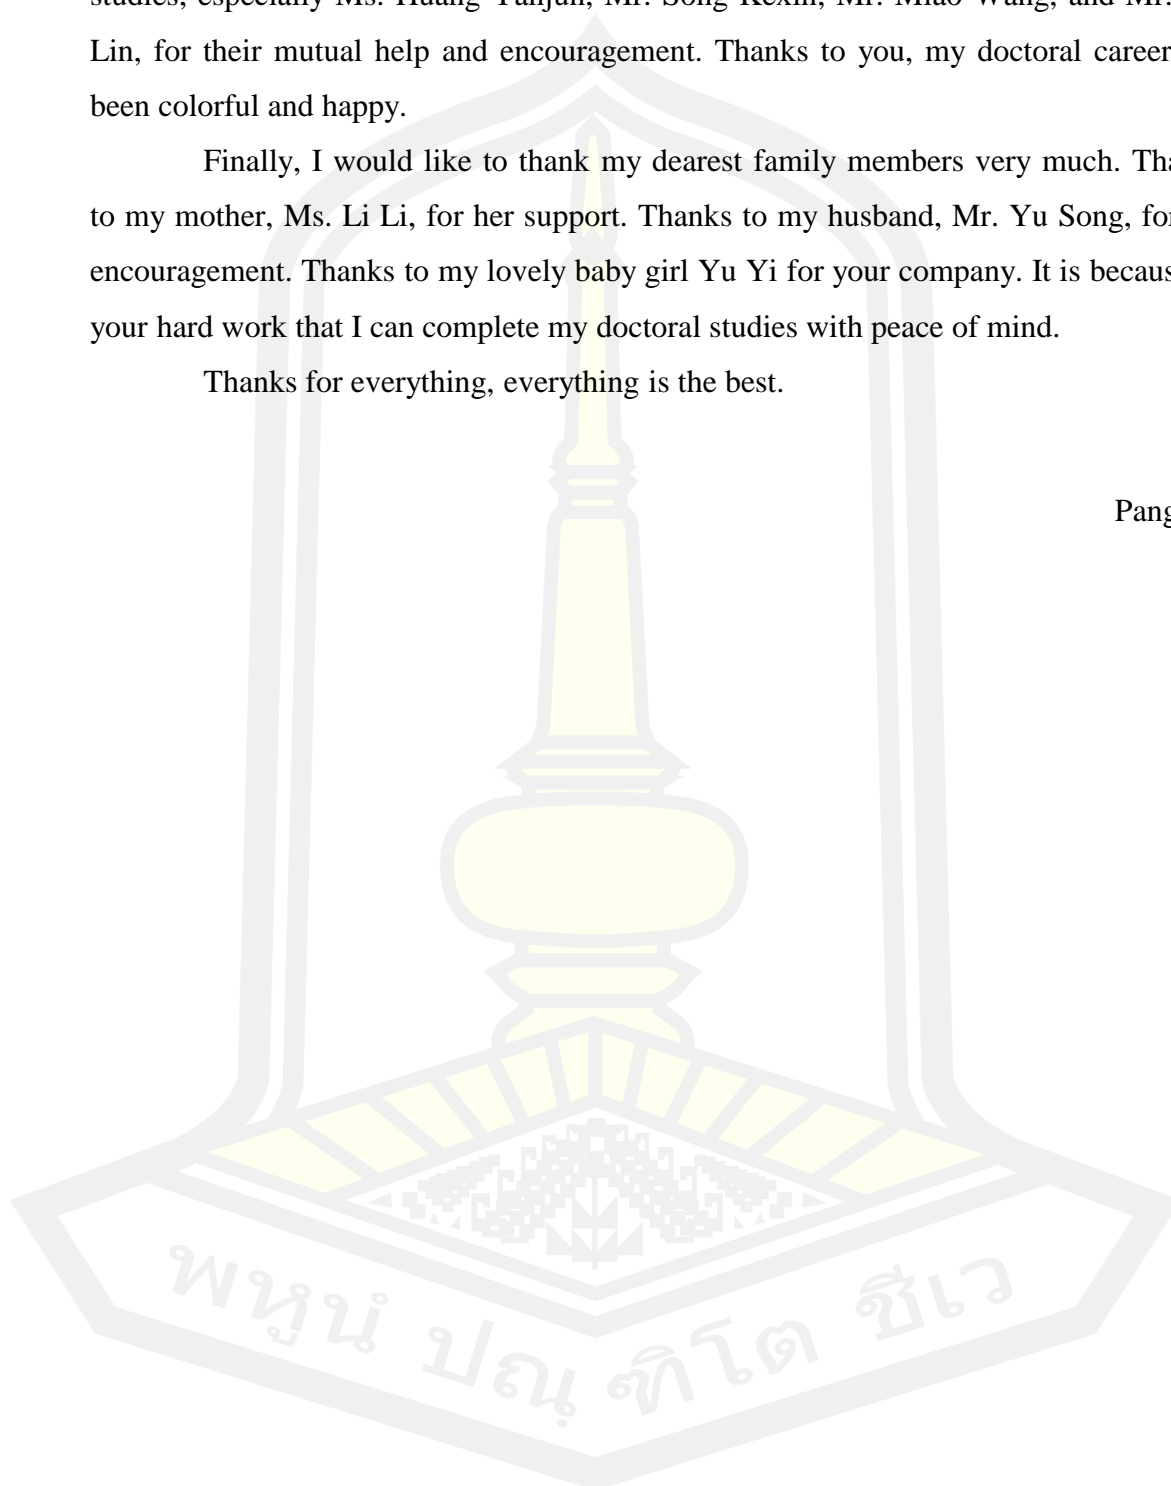 studies, especially Ms. Huang Yanjun, Mr. Song Kexin, Mr. Miao Wang, and Mr.
Lin, for their mutual help and encouragement. Thanks to you, my doctoral career
been colorful and happy.
Finally, I would like to thank my dearest family members very much. Tha
to my mother, Ms. Li Li, for her support. Thanks to my husband, Mr. Yu Song, for
encouragement. Thanks to my lovely baby girl Yu Yi for your company. It is becaus
your hard work that I can complete my doctoral studies with peace of mind.
Thanks for everything, everything is the best.
Pang
พหูนํ ปณฺฑิโต ชีเว